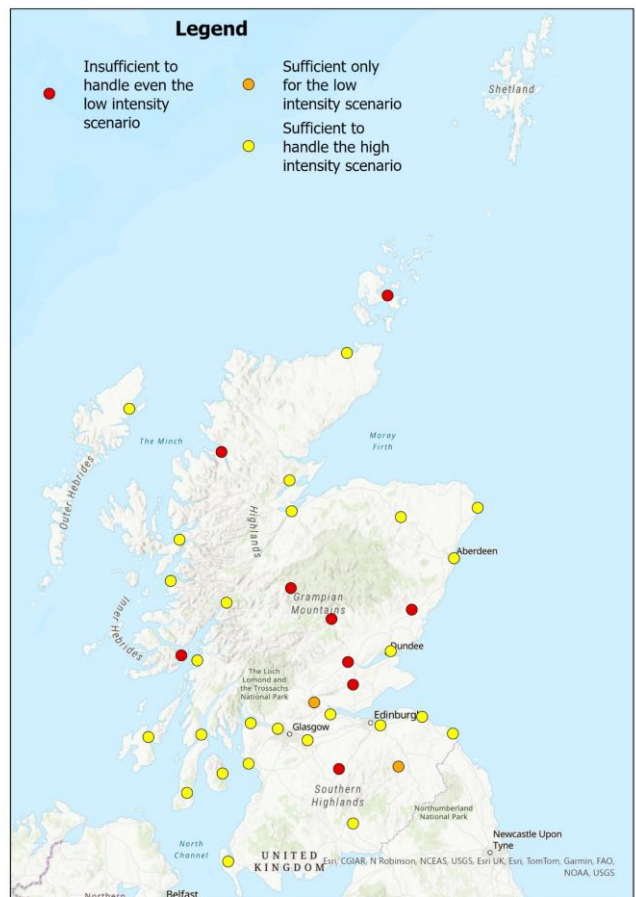 Legend
Insufficient to
handle even the
low intensity
scenario
Sufficient only
for the low
intensity scenario
Sufficient to
handle the high
intensity scenario
Shetland
The Minch
Moray
Firth
Outer Hebrides
Highlands
Aberdeen
Grampian
Mountains
Inner Hebrides
Dundee
The Loch
Lomond and
the Trossachs
National Park
Edinburgh
Glasgow
Southern
Highlands
Northumberland
National Park
North
Channel
Newcastle Upon
Tyne
UNITED
KINGDOM
Esri, CGIAR, N Robinson, NCEAS, USGS, Esri UK, Esri, TomTom, Garmin, FAO,
NOAA, USGS
Northern
Belfast